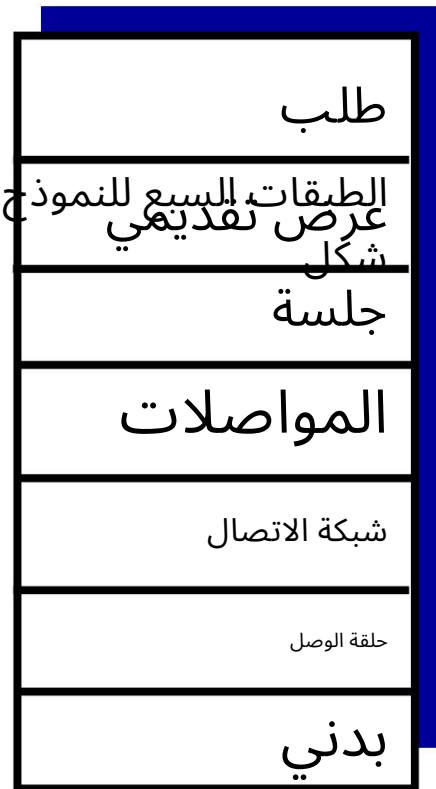 طلب
الطبقات السبع للنموذج
عرض تقديمي
شكل
جلسة
المواصلات
شبكة الاتصال
حلقة الوصل
بدني